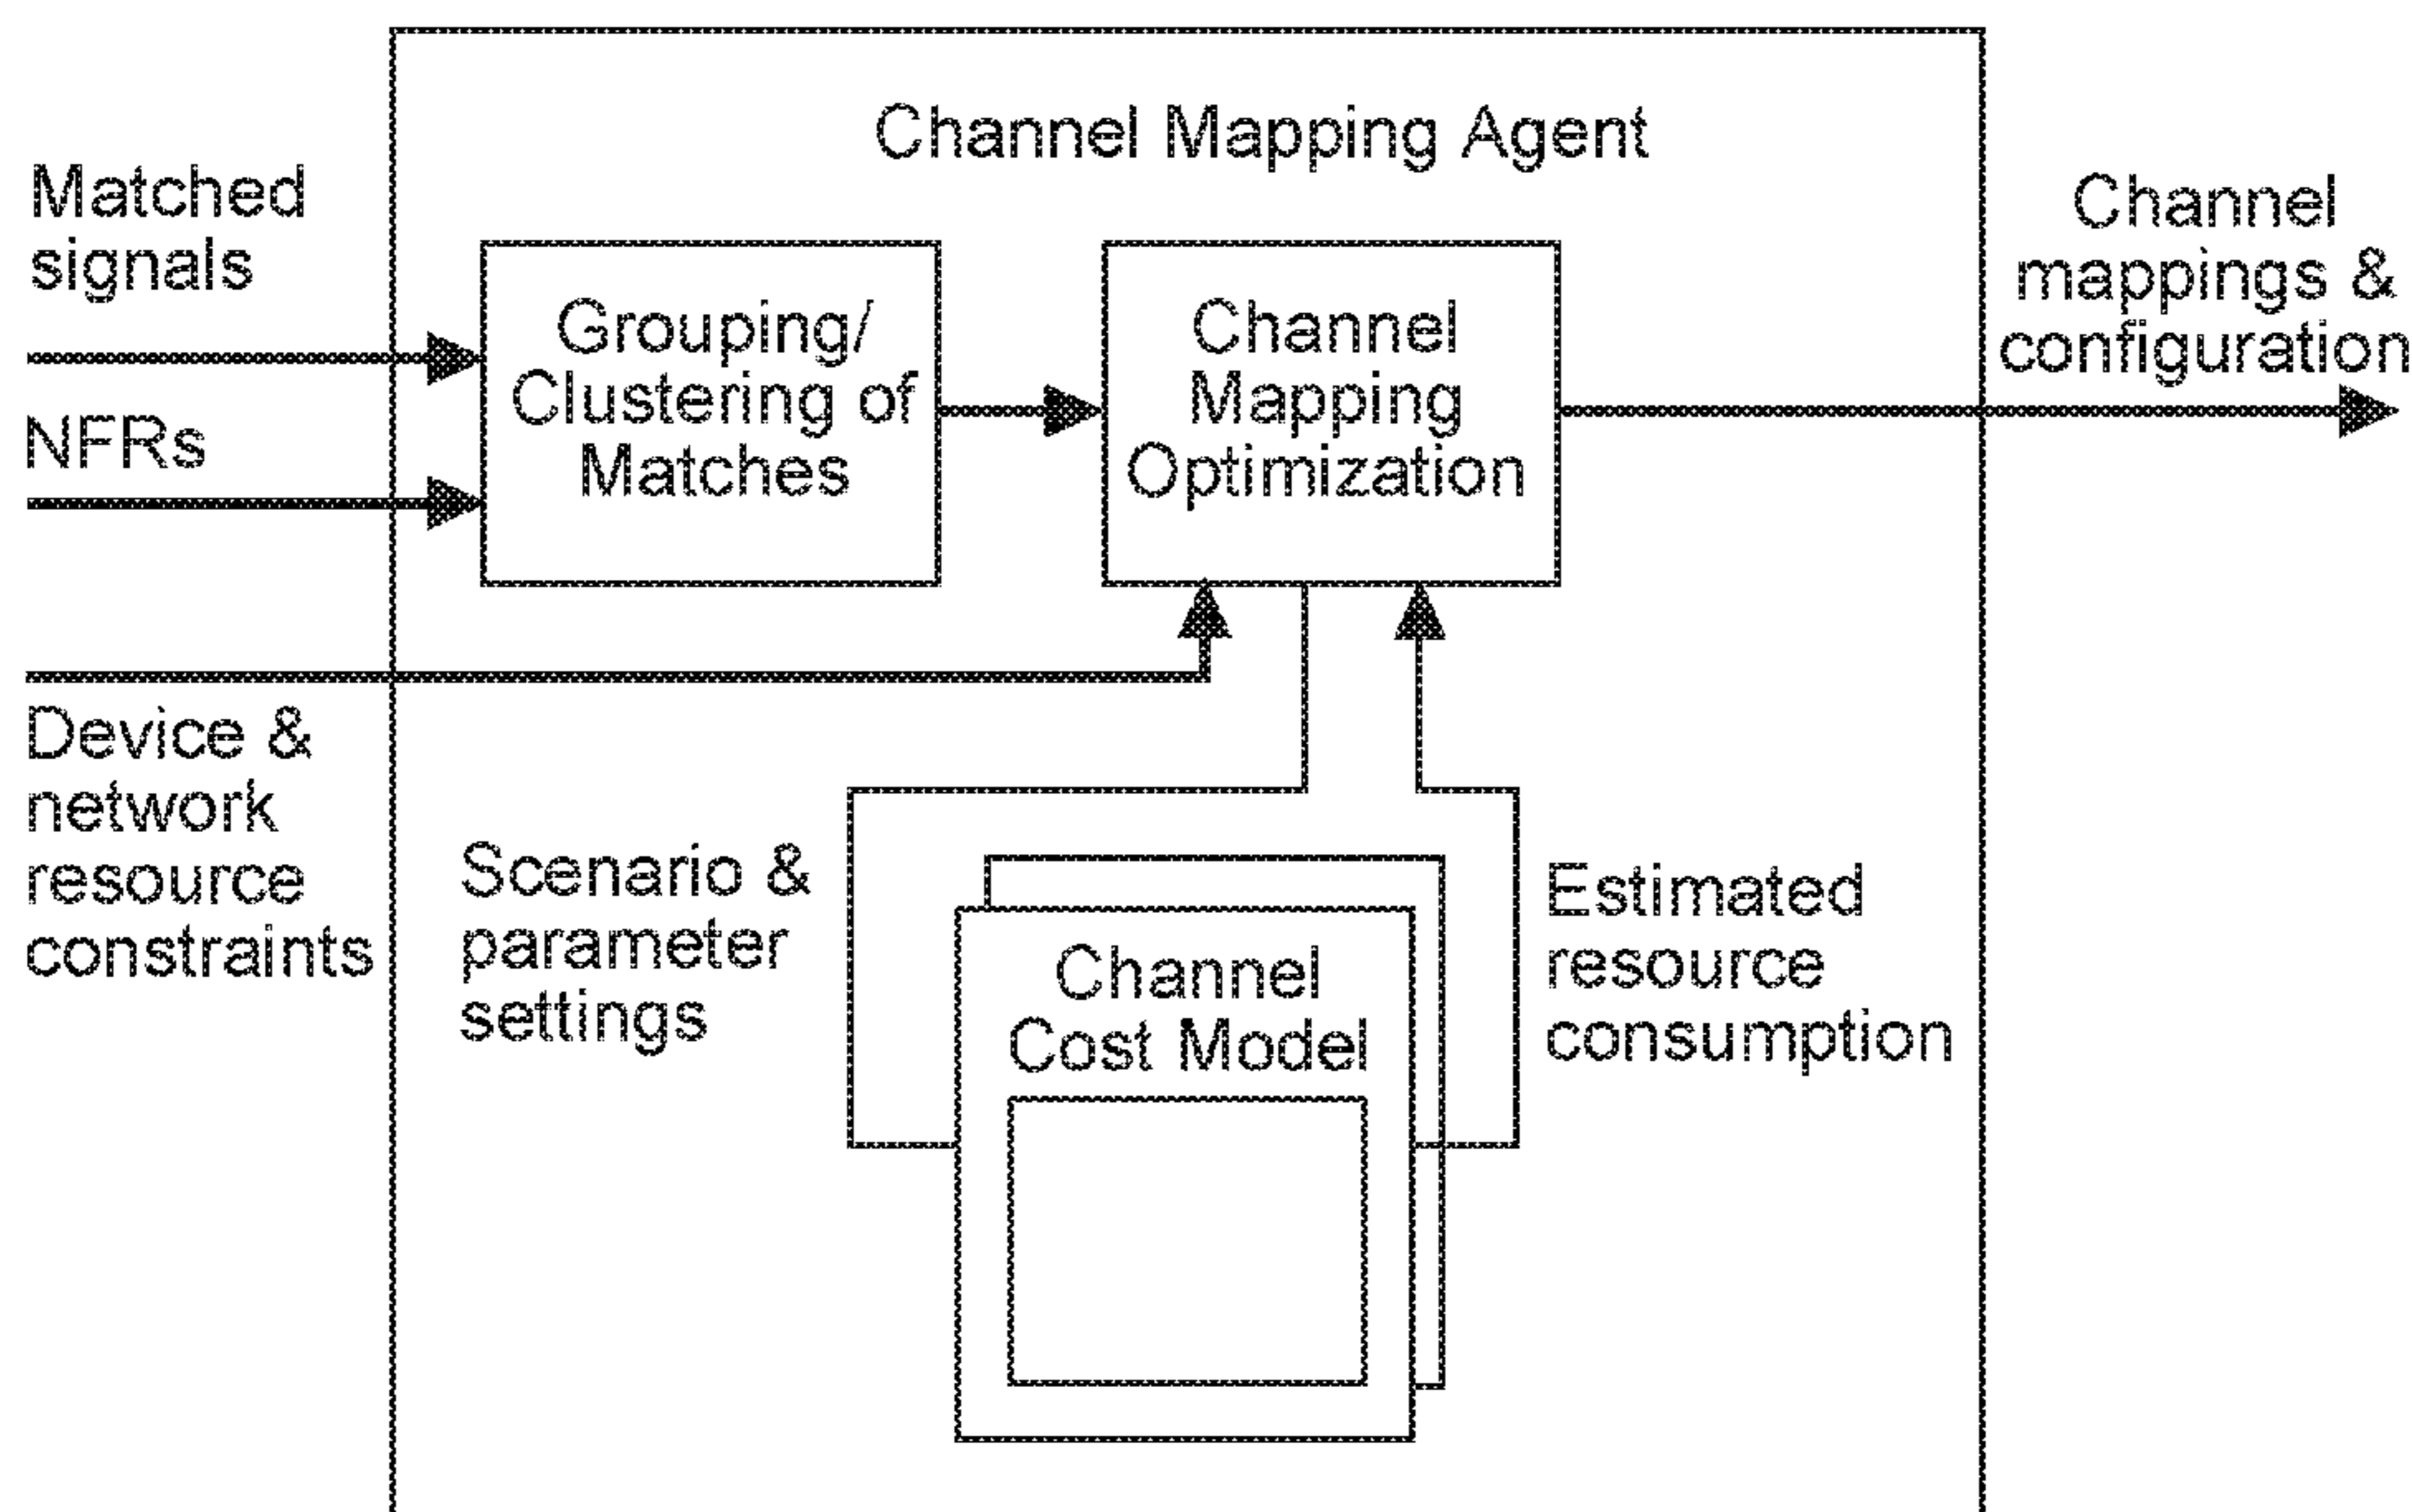 Channel Mapping Agent
Matched
signals
NFRs
Device &
network
resource
constraints
Grouping/
Clustering of
Matches
Channel
Mapping
Optimization
Channel
mappings &
configuration
Scenario &
parameter
settings
Channel
Cost Model
Estimated
resource
consumption